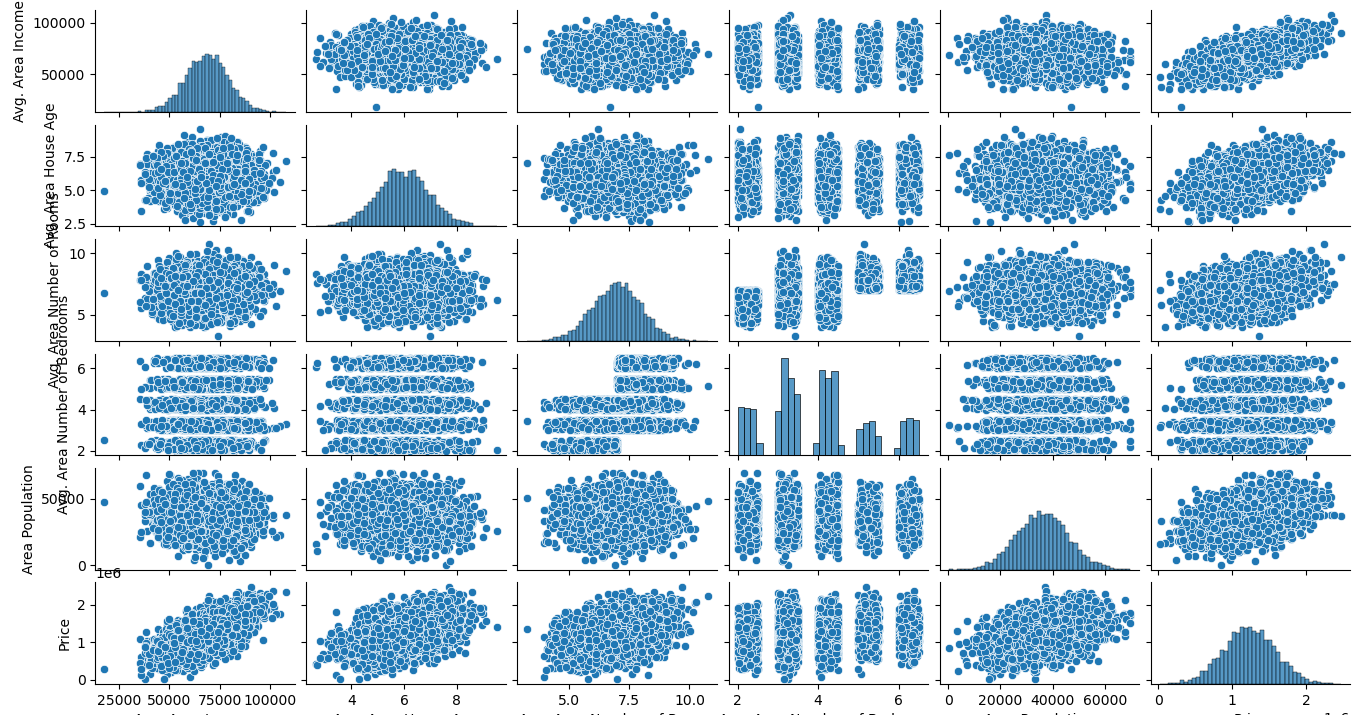 100000
50000
Avg. Area Income
7.5
5.0
2.5
Avg. Area House Age
10
5
Avg. Area Number of Rooms
6
4
2
Avg. Area Number of Bedrooms
50000
0
Area Population
1e6
2
1
0
Price
25000 50000 75000 100000
4 6 8
5.0 7.5 10.0
2 4 6
0 20000 40000 60000
0 1 2